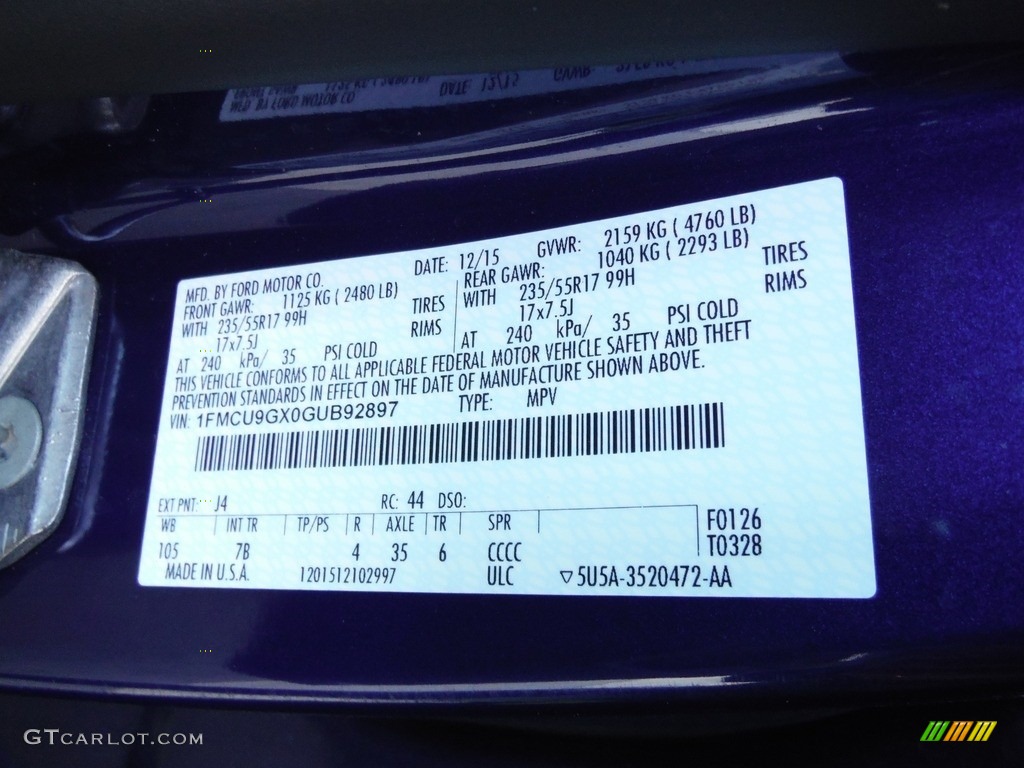 MFD. BY FORD MOTOR CO. DATE: 12/15 GVWR: 2159 KG ( 4760 LB)
FRONT GAWR: 1125 KG ( 2480 LB) REAR GAWR: 1040 KG ( 2293 LB)
WITH 235/55R17 99H TIRES WITH 235/55R17 99H TIRES
17x7.5J RIMS 17x7.5J RIMS
AT 240 kPa/ 35 PSI COLD AT 240 kPa/ 35 PSI COLD
THIS VEHICLE CONFORMS TO ALL APPLICABLE FEDERAL MOTOR VEHICLE SAFETY AND THEFT
PREVENTION STANDARDS IN EFFECT ON THE DATE OF MANUFACTURE SHOWN ABOVE.
VIN: 1FMCU9GX0GUB92897 TYPE: MPV
EXT PNT: J4 RC: 44 DSO:
WB INT TR TP/PS R AXLE TR SPR F0126
105 7B 4 35 6 CCCC T0328
MADE IN U.S.A. 1201512102997 ULC ▽5U5A-3520472-AA
GTCARLOT.COM